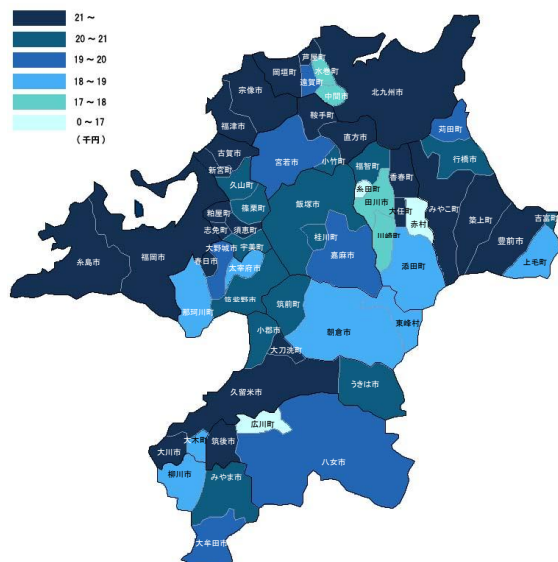 21 ～
20 ～ 21
19 ～ 20
18 ～ 19
17 ～ 18
0 ～ 17
(千円)
芦屋町
岡垣町
水巻町
遠賀町
中間市
北九州市
宗像市
鞍手町
福津市
直方市
苅田町
古賀市
宮若市
小竹町
福智町
香春町
行橋市
新宮町
久山町
糸田町
田川市
篠栗町
飯塚市
大任町
赤村
みやこ町
築上町
吉富町
粕屋町
須恵町
志免町
川崎町
豊前市
糸島市
福岡市
大野城市
宇美町
桂川町
嘉麻市
春日市
太宰府市
添田町
上毛町
筑紫野市
那珂川町
筑前町
東峰村
小郡市
朝倉市
大刀洗町
うきは市
久留米市
広川町
大木町
筑後市
大川市
柳川市
八女市
みやま市
大牟田市